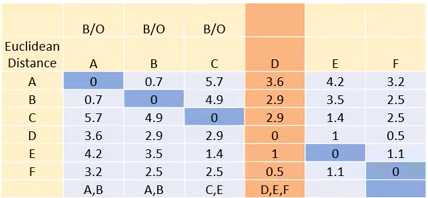 B/O B/O B/O
Euclidean Distance A B C D E F
A 0 0.7 5.7 3.6 4.2 3.2
B 0.7 0 4.9 2.9 3.5 2.5
C 5.7 4.9 0 2.9 1.4 2.5
D 3.6 2.9 2.9 0 1 0.5
E 4.2 3.5 1.4 1 0 1.1
F 3.2 2.5 2.5 0.5 1.1 0
A,B A,B C,E D,E,F